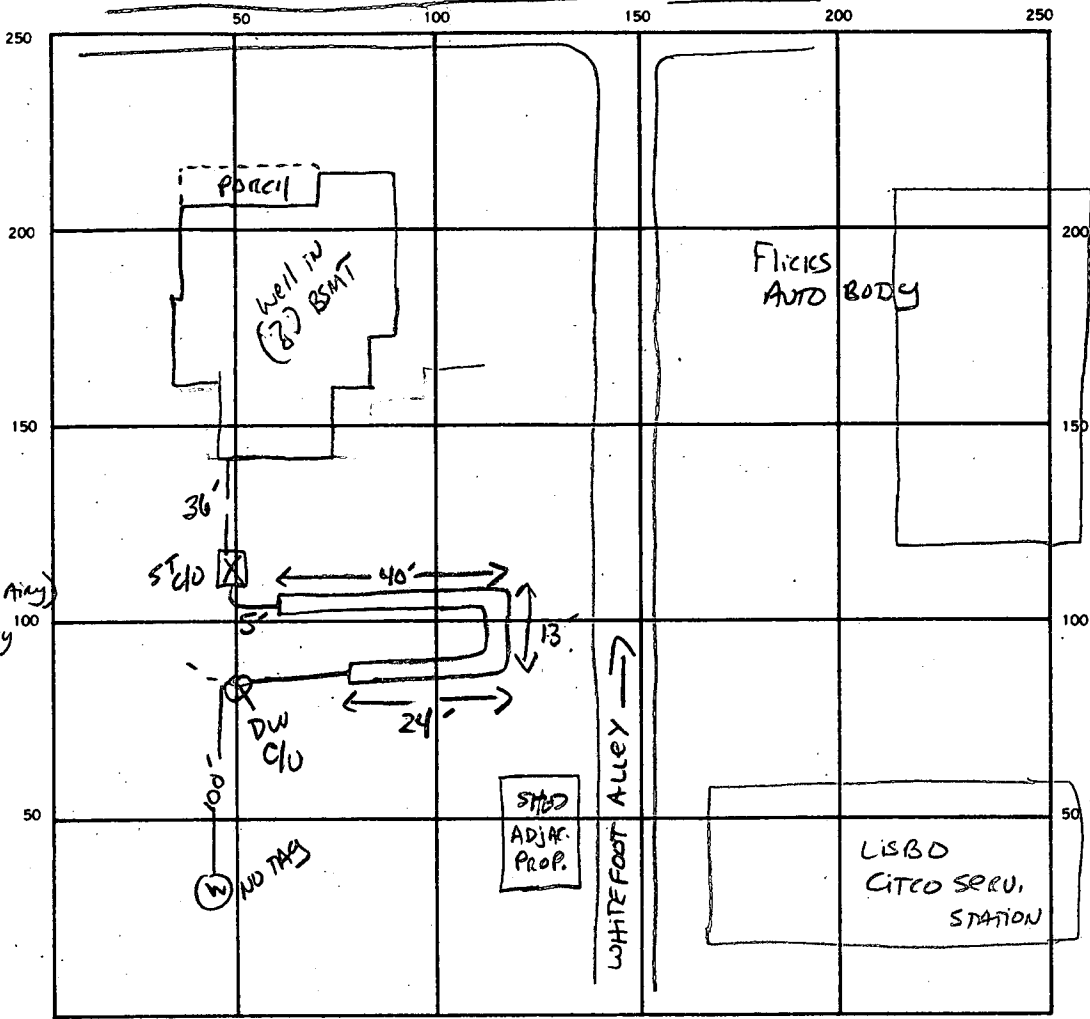 50 100 150 200 250
250
PORCH
200 200
Well in
(?) BSMT
Flicks
AUTO BODY
150 150
36'
ST c/o
40'
Airy)
100 100
5'
13'
y
24'
DW
C/O
100'
WHITEFOOT ALLEY
50 50
SHED
ADJAC.
PROP.
W NO TAG
LISBO
CITCO SERV.
STATION